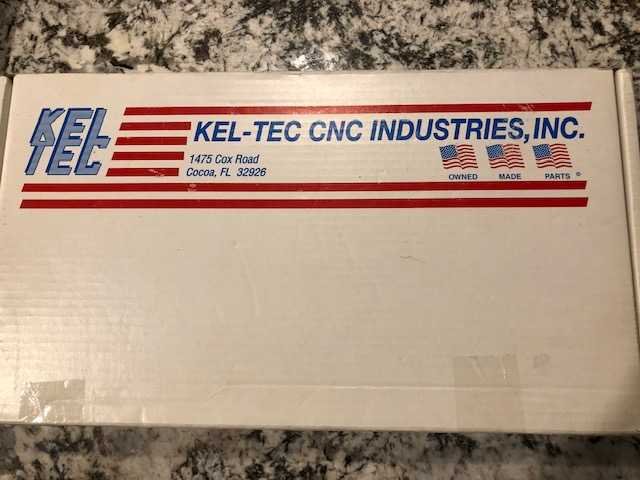 KEL
TEC
KEL-TEC CNC INDUSTRIES, INC.
1475 Cox Road
Cocoa, FL 32926
OWNED MADE PARTS ®